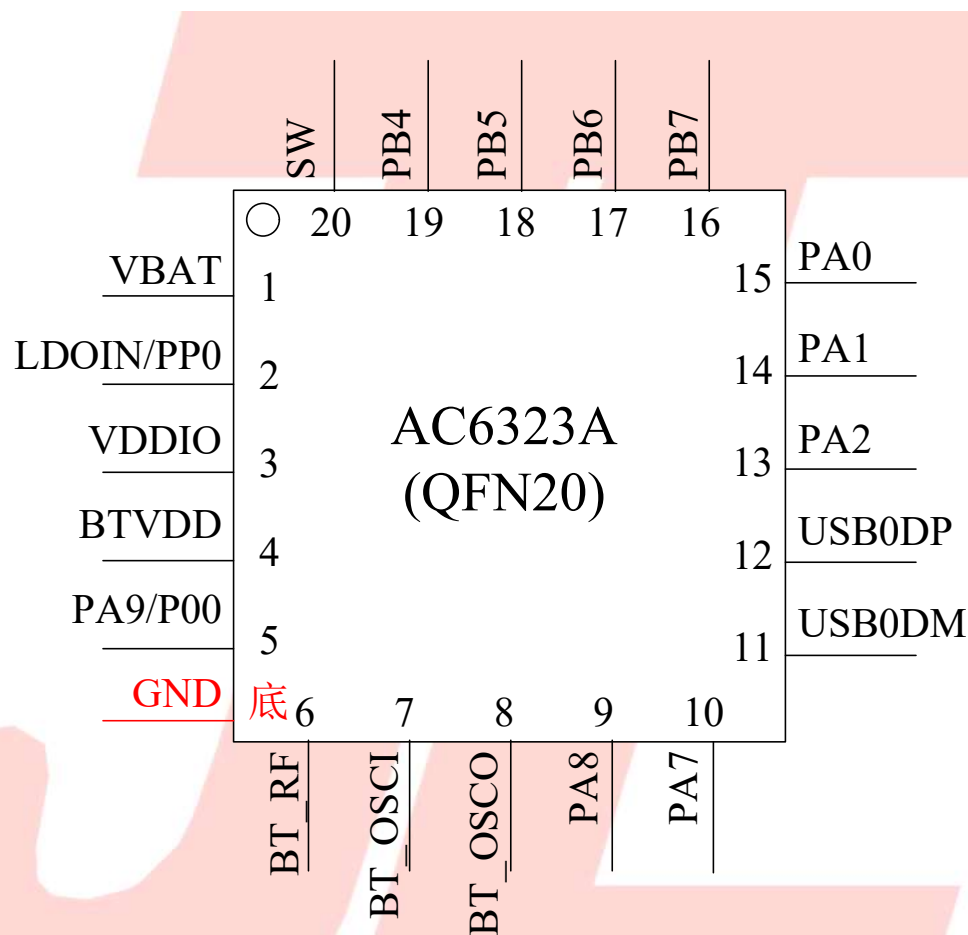 SW
PB4
PB5
PB6
PB7
20
19
18
17
16
VBAT
1
LDOIN/PP0
2
VDDIO
3
BTVDD
4
PA9/P00
5
GND
底
AC6323A
(QFN20)
15
PA0
14
PA1
13
PA2
12
USB0DP
11
USB0DM
6
7
8
9
10
BT_RF
BT_OSCI
BT_OSCO
PA8
PA7